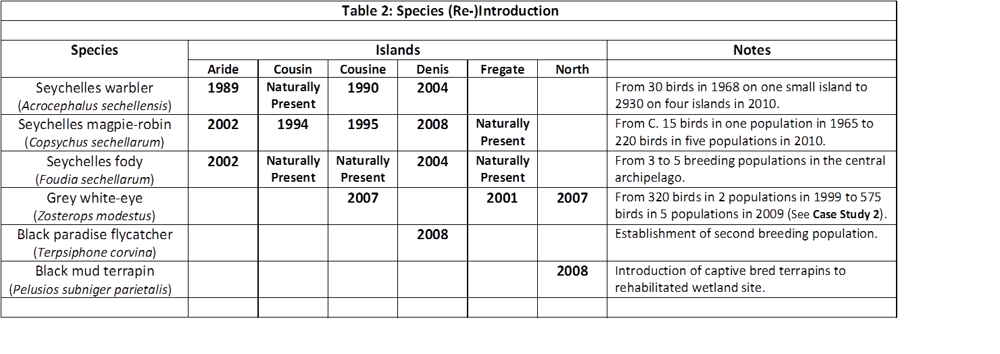 Table 2: Species (Re-)Introduction
Species Islands Notes
Aride Cousin Cousine Denis Fregate North
Seychelles warbler 1989 Naturally 1990 2004 From 30 birds in 1968 on one small island to
(Acrocephalus sechellensis) Present 2930 on four islands in 2010.
Seychelles magpie-robin 2002 1994 1995 2008 Naturally From C. 15 birds in one population in 1965 to
(Copsychus sechellarum) Present 220 birds in five populations in 2010.
Seychelles fody 2002 Naturally Naturally 2004 Naturally From 3 to 5 breeding populations in the central
(Foudia sechellarum) Present Present Present archipelago.
Grey white-eye 2007 2001 2007 From 320 birds in 2 populations in 1999 to 575
(Zosterops modestus) birds in 5 populations in 2009 (See Case Study 2).
Black paradise flycatcher 2008 Establishment of second breeding population.
(Terpsiphone corvina)
Black mud terrapin 2008 Introduction of captive bred terrapins to
(Pelusios subniger parietalis) rehabilitated wetland site.